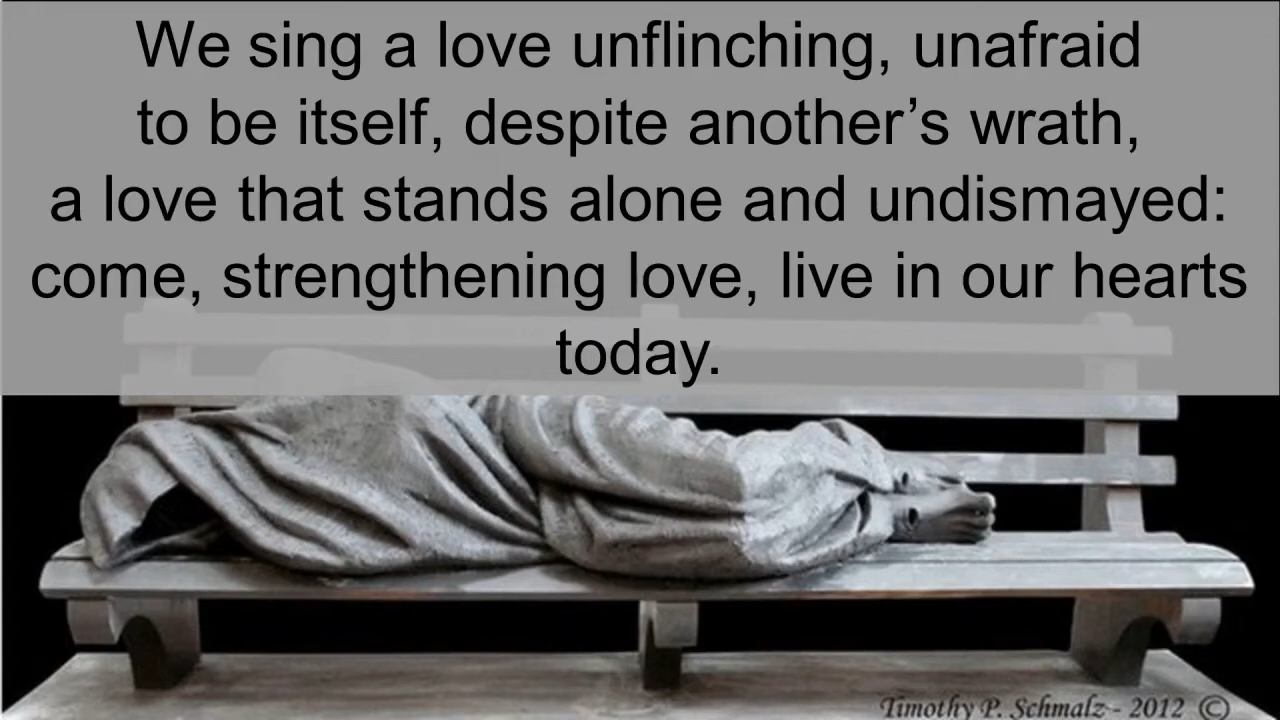 We sing a love unflinching, unafraid
to be itself, despite another’s wrath,
a love that stands alone and undismayed:
come, strengthening love, live in our hearts
today.
Timothy P. Schmalz - 2012 ©